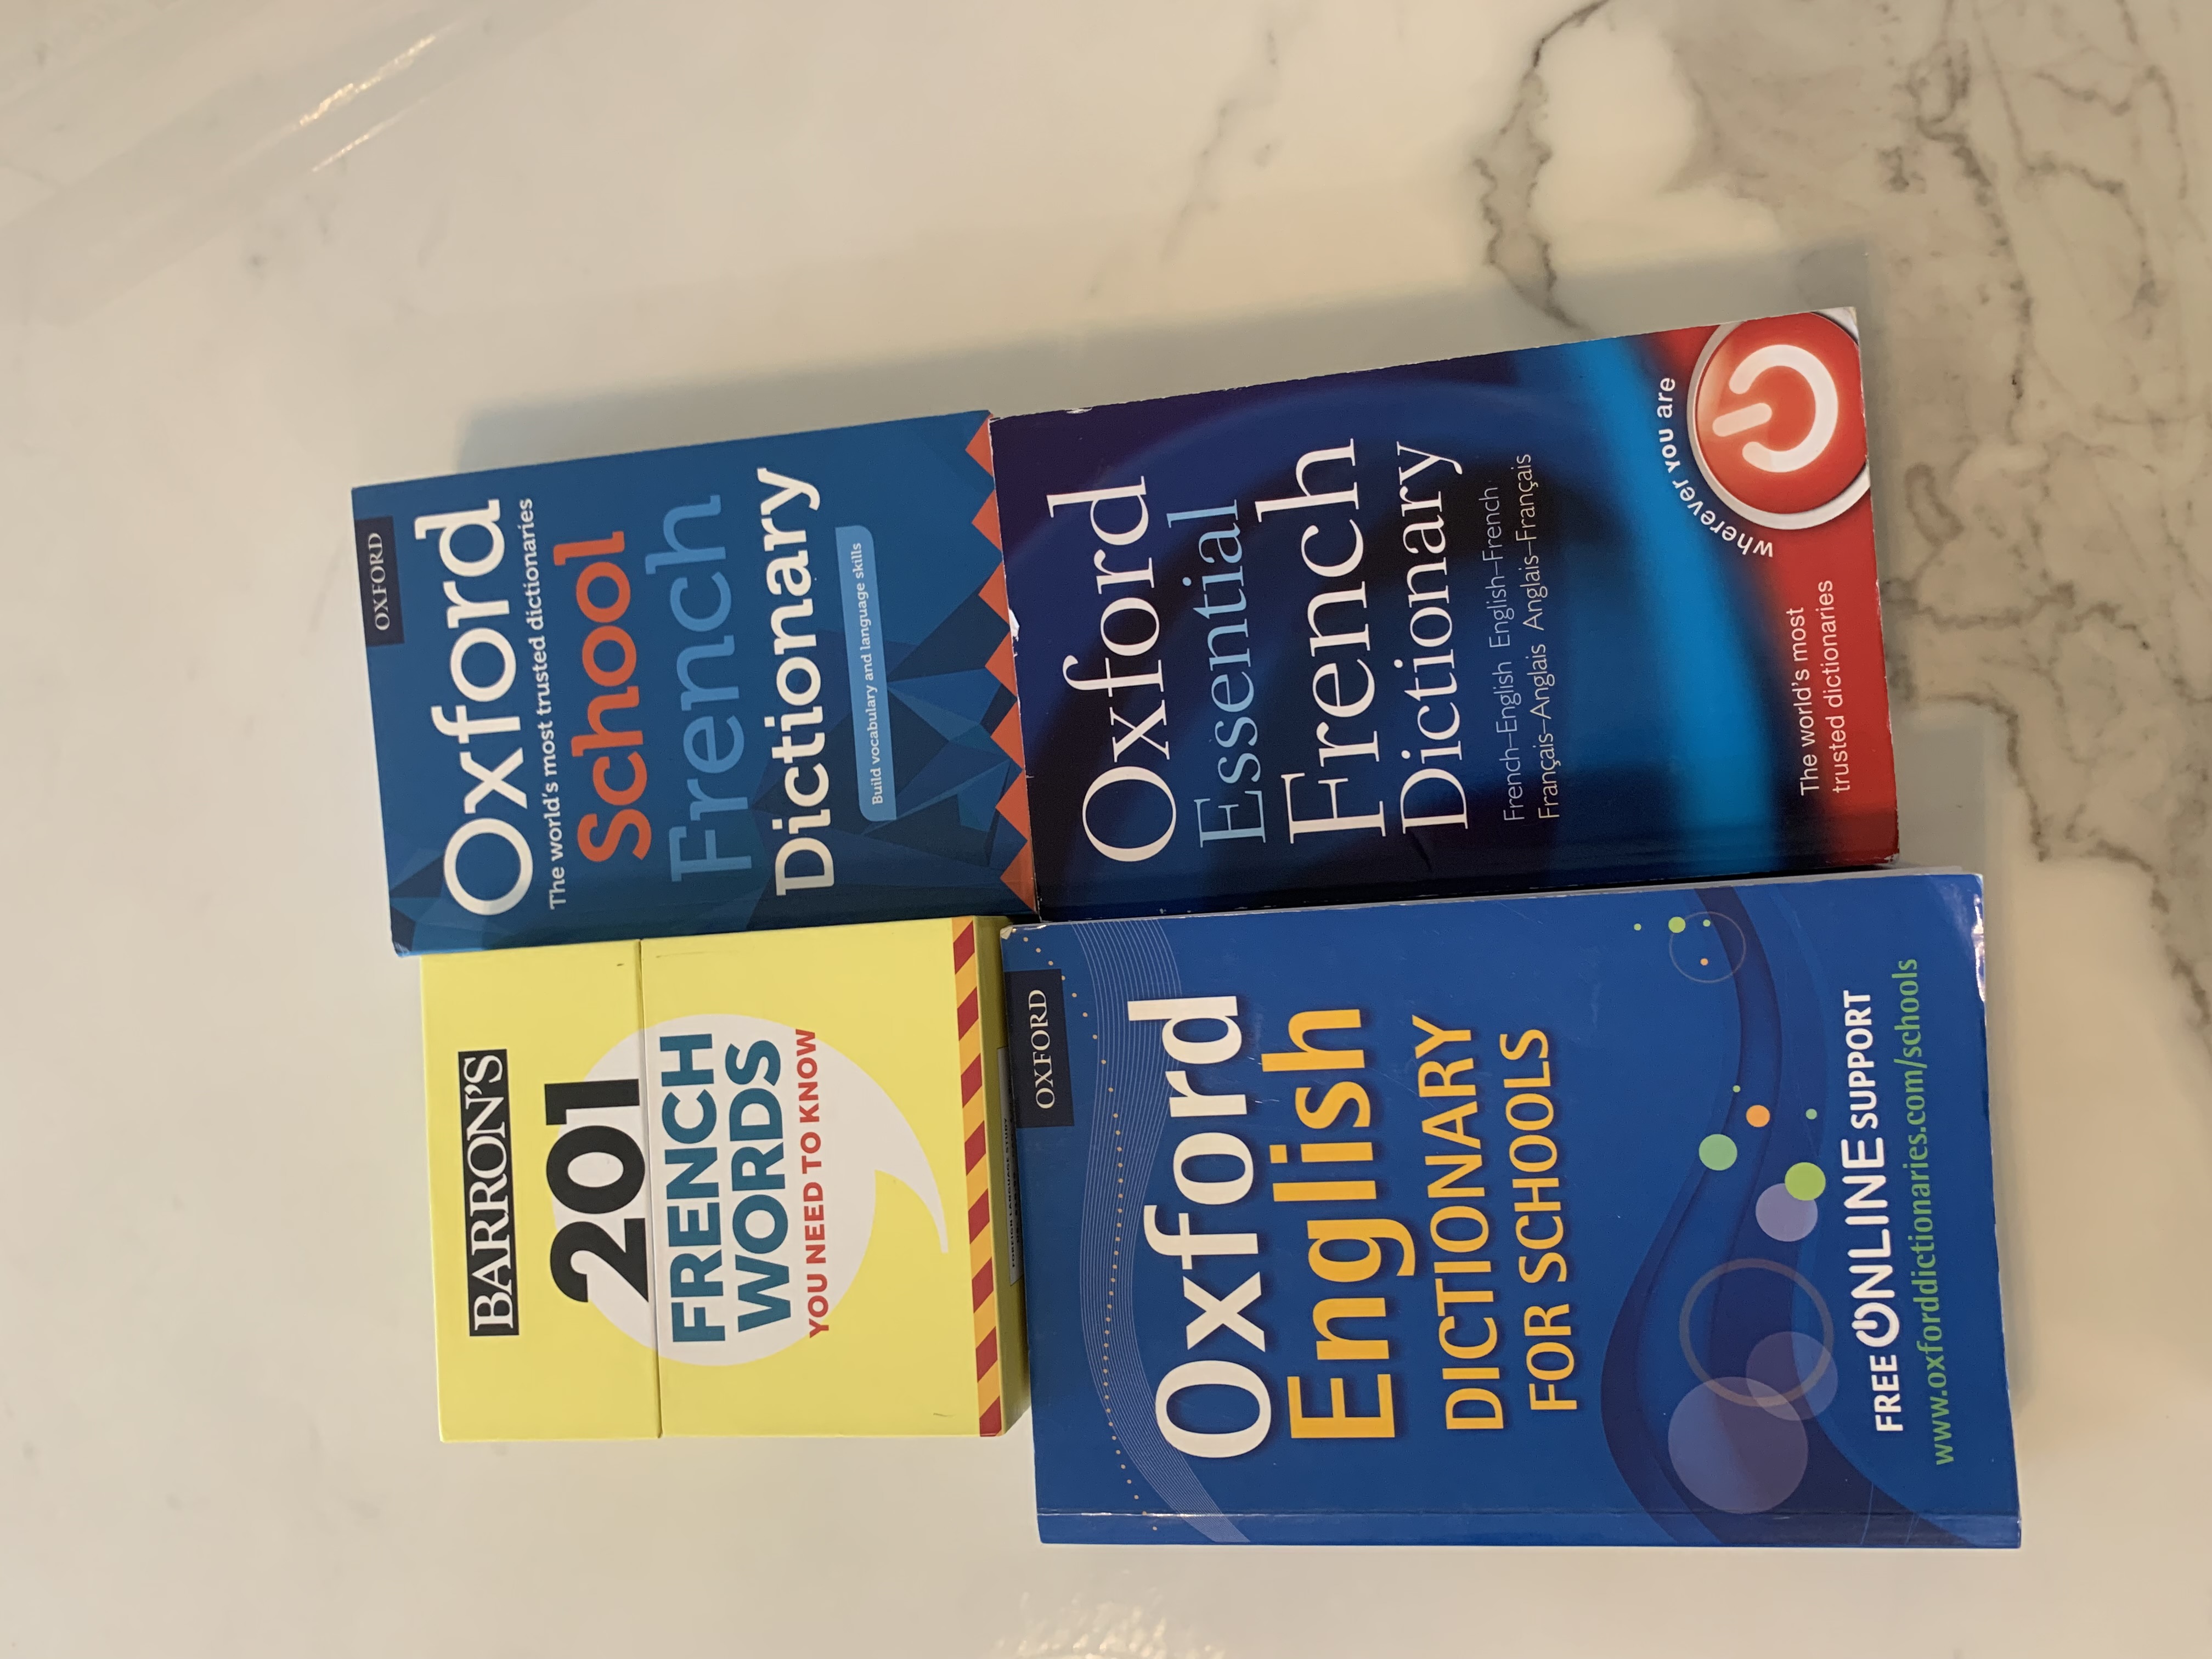 BARRON'S
201
FRENCH
WORDS
YOU NEED TO KNOW
OXFORD
Oxford
The world's most trusted dictionaries
School
French
Dictionary
Build vocabulary and language skills
OXFORD
Oxford
English
DICTIONARY
FOR SCHOOLS
FREE ONLINE SUPPORT
www.oxforddictionaries.com/schools
Oxford
Essential
French
Dictionary
French–English English–French
Français–Anglais Anglais–Français
wherever you are
The world's most
trusted dictionaries